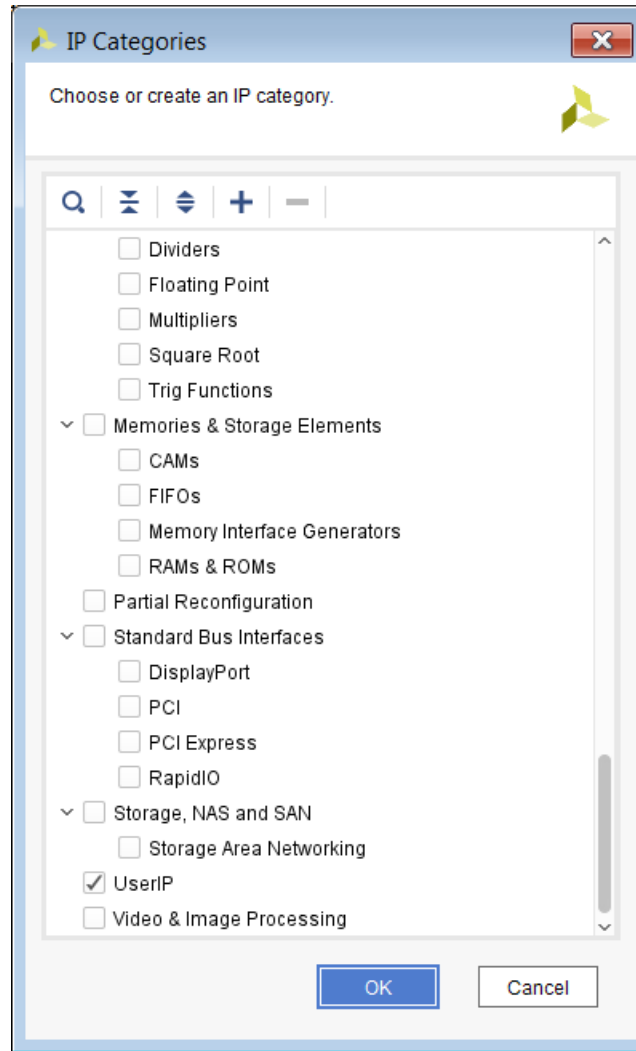 IP Categories
Choose or create an IP category.
Dividers
Floating Point
Multipliers
Square Root
Trig Functions
Memories & Storage Elements
CAMs
FIFOs
Memory Interface Generators
RAMs & ROMs
Partial Reconfiguration
Standard Bus Interfaces
DisplayPort
PCI
PCI Express
RapidIO
Storage, NAS and SAN
Storage Area Networking
UserIP
Video & Image Processing
OK
Cancel